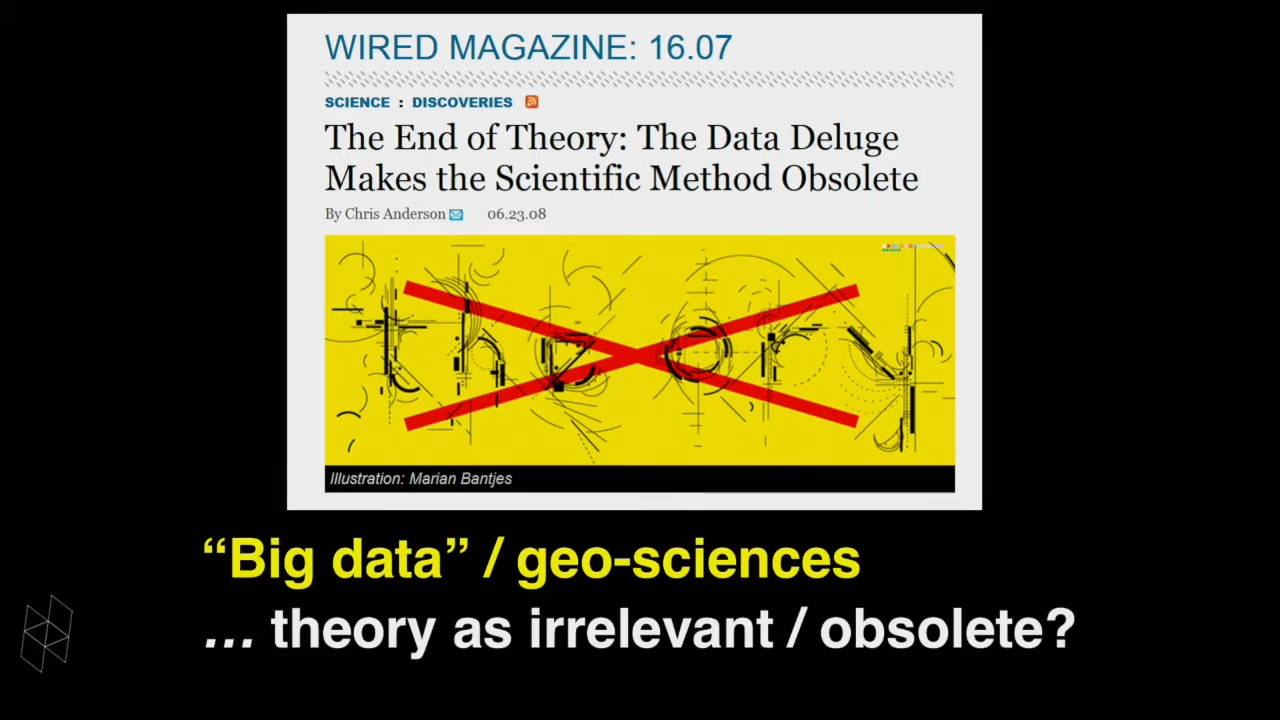 WIRED MAGAZINE: 16.07
SCIENCE : DISCOVERIES
The End of Theory: The Data Deluge
Makes the Scientific Method Obsolete
By Chris Anderson 06.23.08
theory
Illustration: Marian Bantjes
“Big data” / geo-sciences
... theory as irrelevant / obsolete?